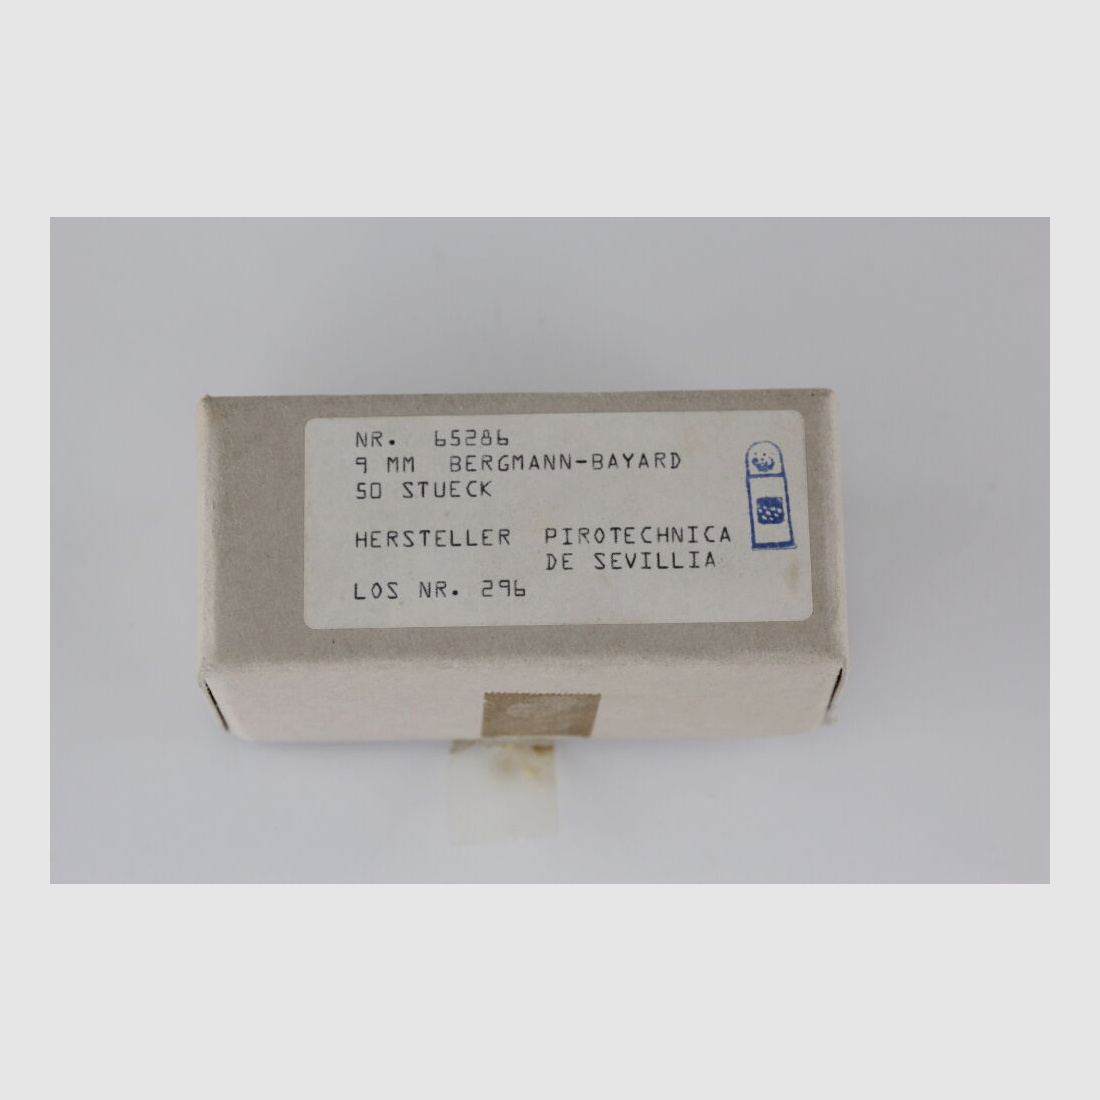 NR. 65286
9 MM BERGMANN-BAYARD
50 STUECK
HERSTELLER PIROTECHNICA
DE SEVILLIA
LOS NR. 296